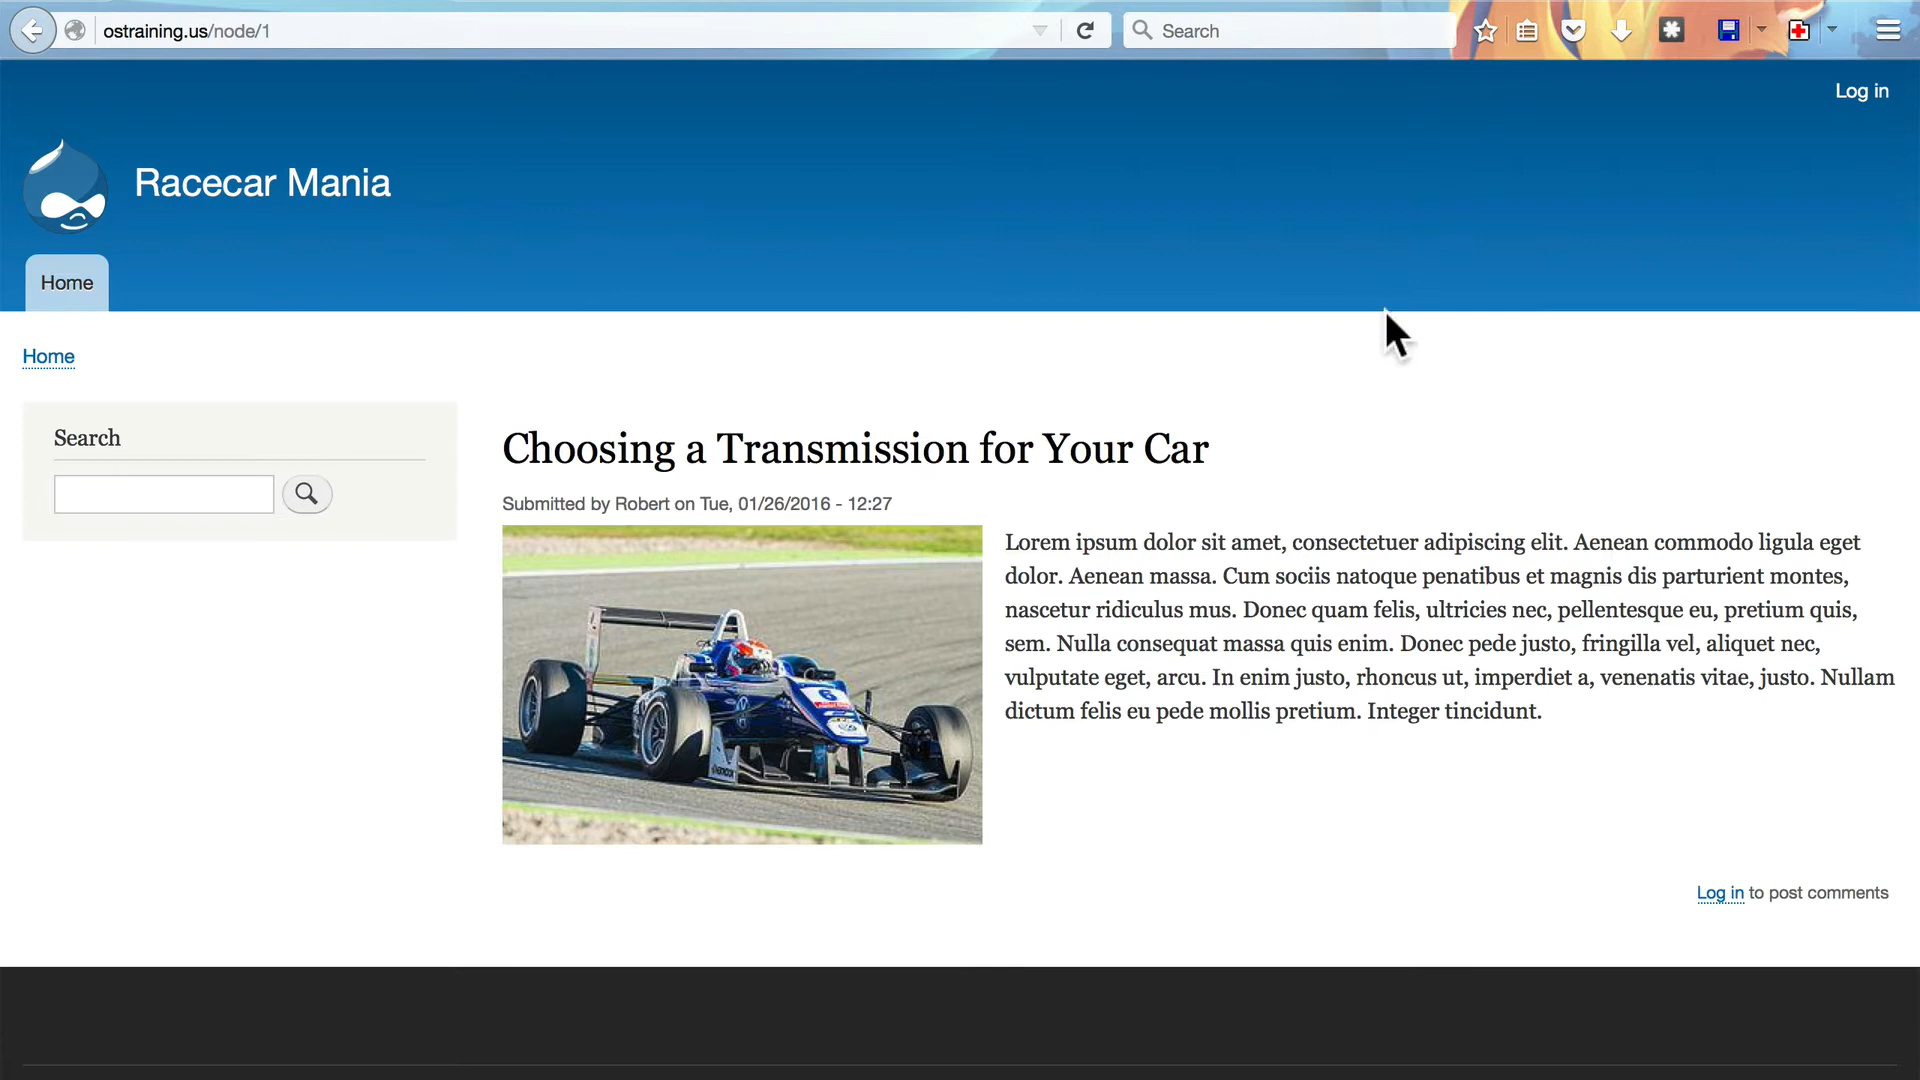 ostraining.us/node/1
Search
Log in
Racecar Mania
Home
Home
Search
Choosing a Transmission for Your Car
Submitted by Robert on Tue, 01/26/2016 - 12:27
Lorem ipsum dolor sit amet, consectetuer adipiscing elit. Aenean commodo ligula eget
dolor. Aenean massa. Cum sociis natoque penatibus et magnis dis parturient montes,
nascetur ridiculus mus. Donec quam felis, ultricies nec, pellentesque eu, pretium quis,
sem. Nulla consequat massa quis enim. Donec pede justo, fringilla vel, aliquet nec,
vulputate eget, arcu. In enim justo, rhoncus ut, imperdiet a, venenatis vitae, justo. Nullam
dictum felis eu pede mollis pretium. Integer tincidunt.
6
Log in to post comments